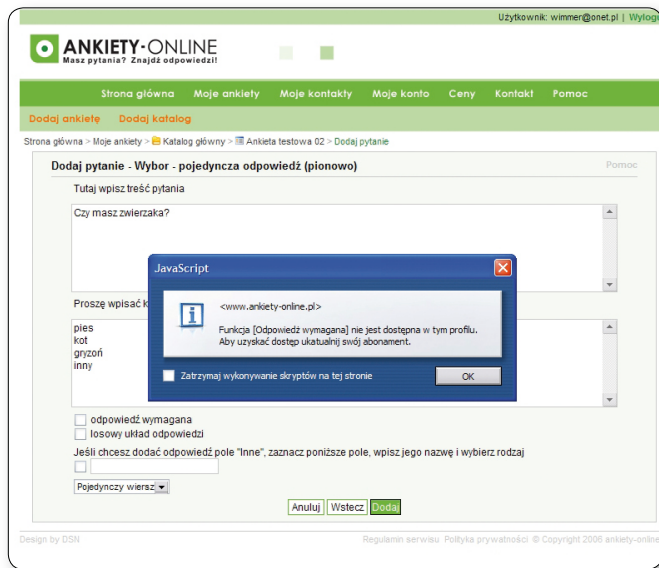 Użytkownik: wimmer@onet.pl |
ANKIETY-ONLINE
Masz pytania? Znajdź odpowiedzi!
Strona główna Moje ankiety Moje kontakty Moje konto Ceny Kontakt Pomoc
Dodaj ankietę Dodaj katalog
Strona główna > Moje ankiety > Katalog główny > Ankieta testowa 02 > Dodaj pytanie
Dodaj pytanie - Wybor - pojedyncza odpowiedź (pionowo) Pomoc
Tutaj wpisz treść pytania
Czy masz zwierzaka?
JavaScript
<www.ankiety-online.pl>
Funkcja [Odpowiedź wymagana] nie jest dostępna w tym profilu.
Aby uzyskać dostęp ukatualnij swój abonament.
Zatrzymaj wykonywanie skryptów na tej stronie OK
Proszę wpisać
pies
kot
gryzoń
inny
odpowiedź wymagana
losowy układ odpowiedzi
Jeśli chcesz dodać odpowiedź pole "Inne", zaznacz poniższe pole, wpisz jego nazwę i wybierz rodzaj
Pojedynczy wiersz
Anuluj Wstecz Dodaj
Design by DSN Regulamin serwisu Polityka prywatności © Copyright 2006 ankiety-online